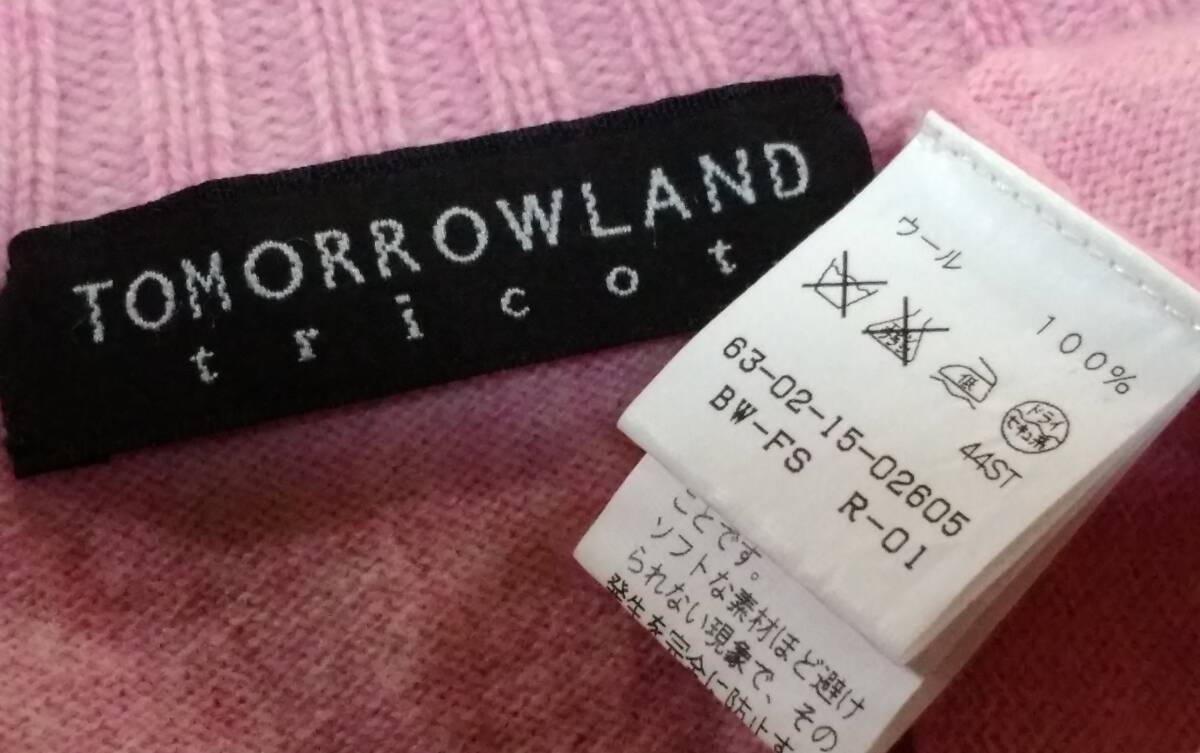 TOMORROWLAND
tricot
ウール
100%
低
ドライ
セキユ系
44ST
63-02-15-02605
BW-FS R-01
ことです。
ソフトな素材ほど避け
られない現象で、その
発生を完全に防止す